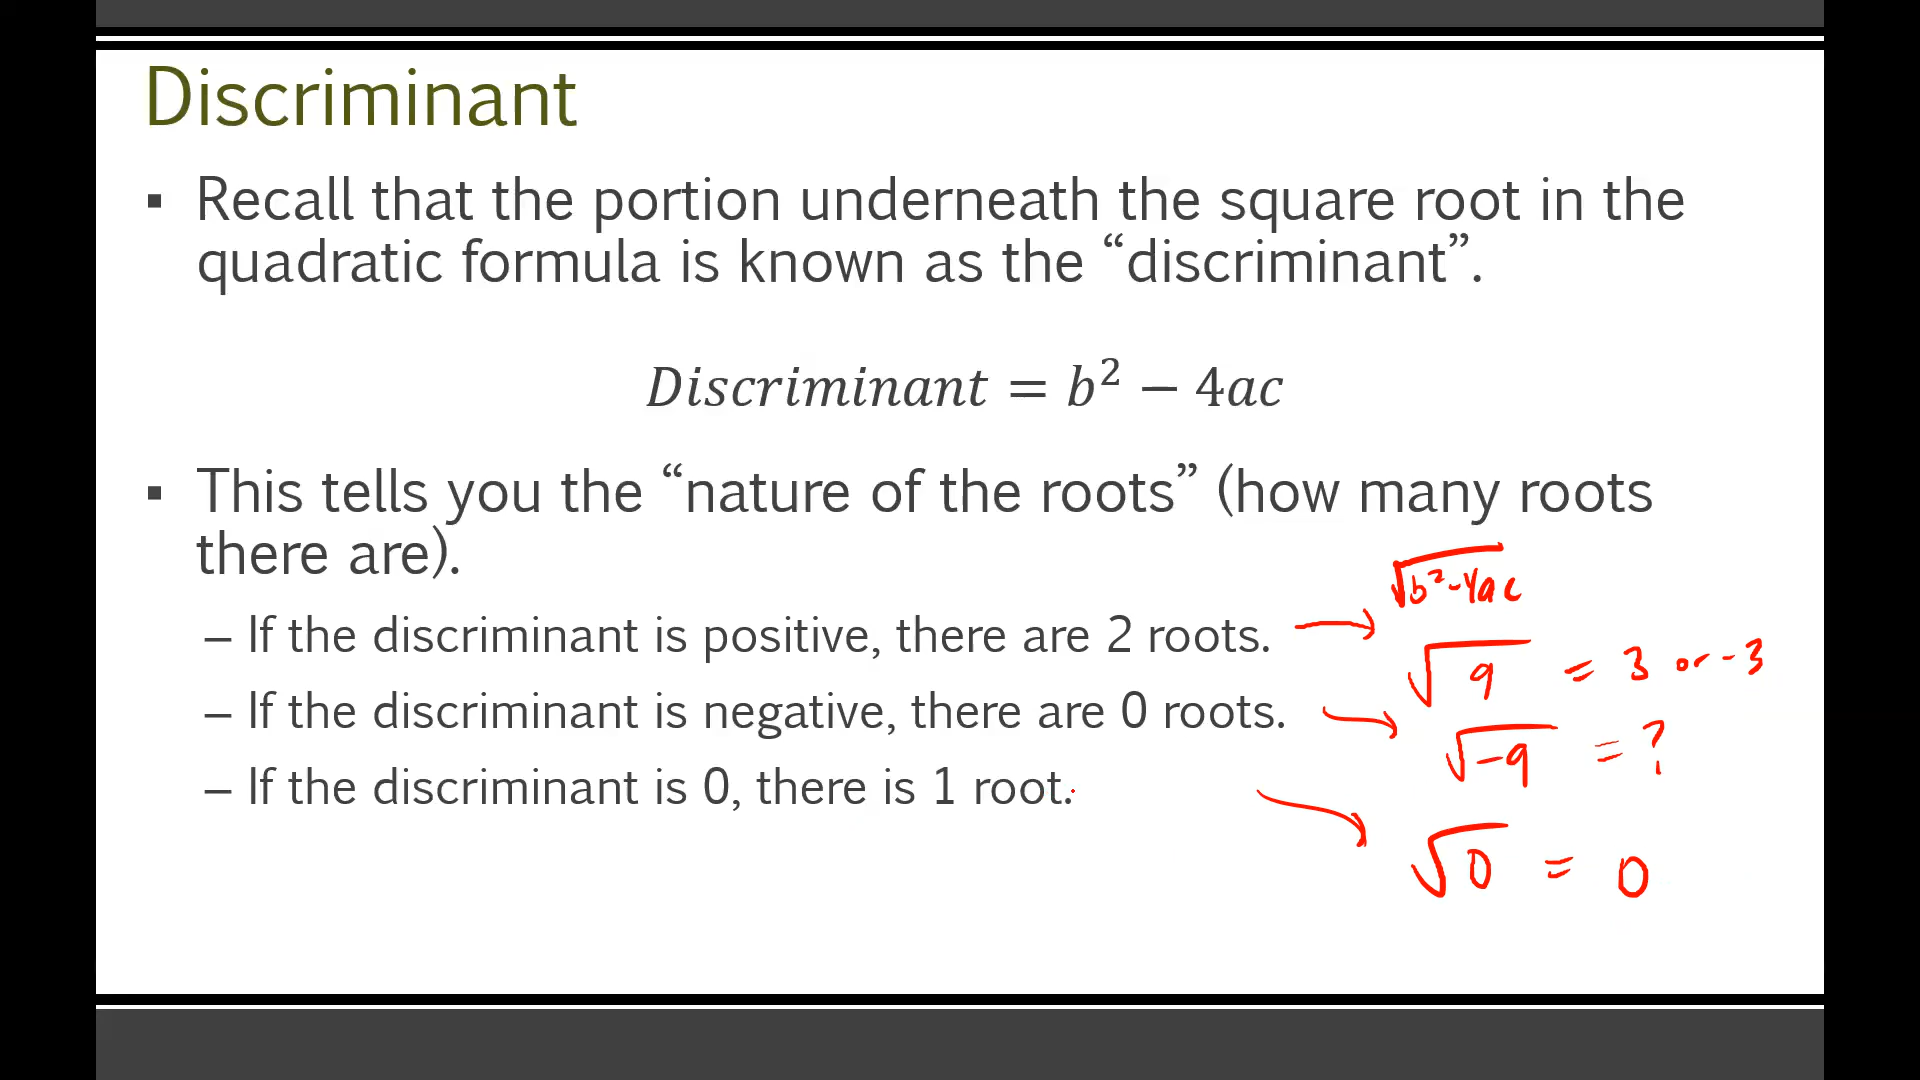 Discriminant
▪ Recall that the portion underneath the square root in the
quadratic formula is known as the “discriminant”.
Discriminant = b² − 4ac
▪ This tells you the “nature of the roots” (how many roots
there are).
√b²-4ac
– If the discriminant is positive, there are 2 roots.
√9 = 3 or -3
– If the discriminant is negative, there are 0 roots.
√-9 = ?
– If the discriminant is 0, there is 1 root.
√0 = 0